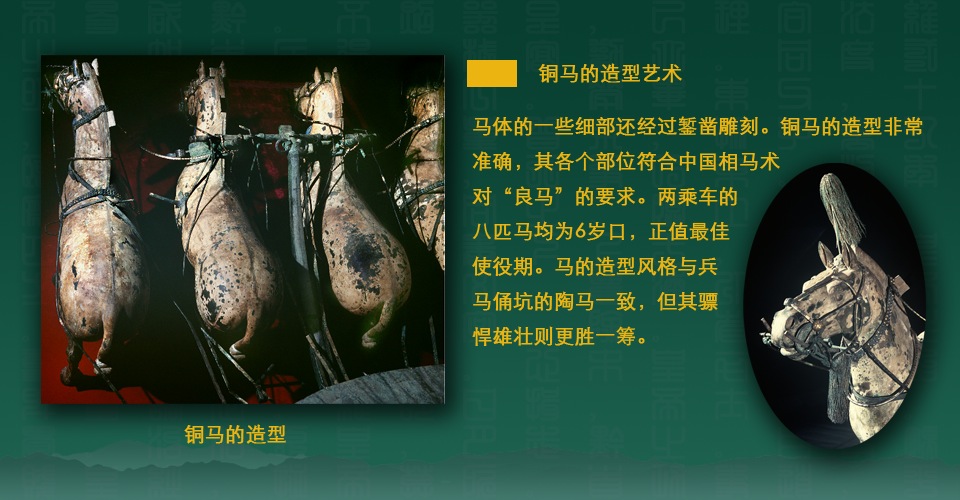 铜马的造型艺术
马体的一些细部还经过錾凿雕刻。铜马的造型非常
准确，其各个部位符合中国相马术
对“良马”的要求。两乘车的
八匹马均为6岁口，正值最佳
使役期。马的造型风格与兵
马俑坑的陶马一致，但其骠
悍雄壮则更胜一筹。
铜马的造型